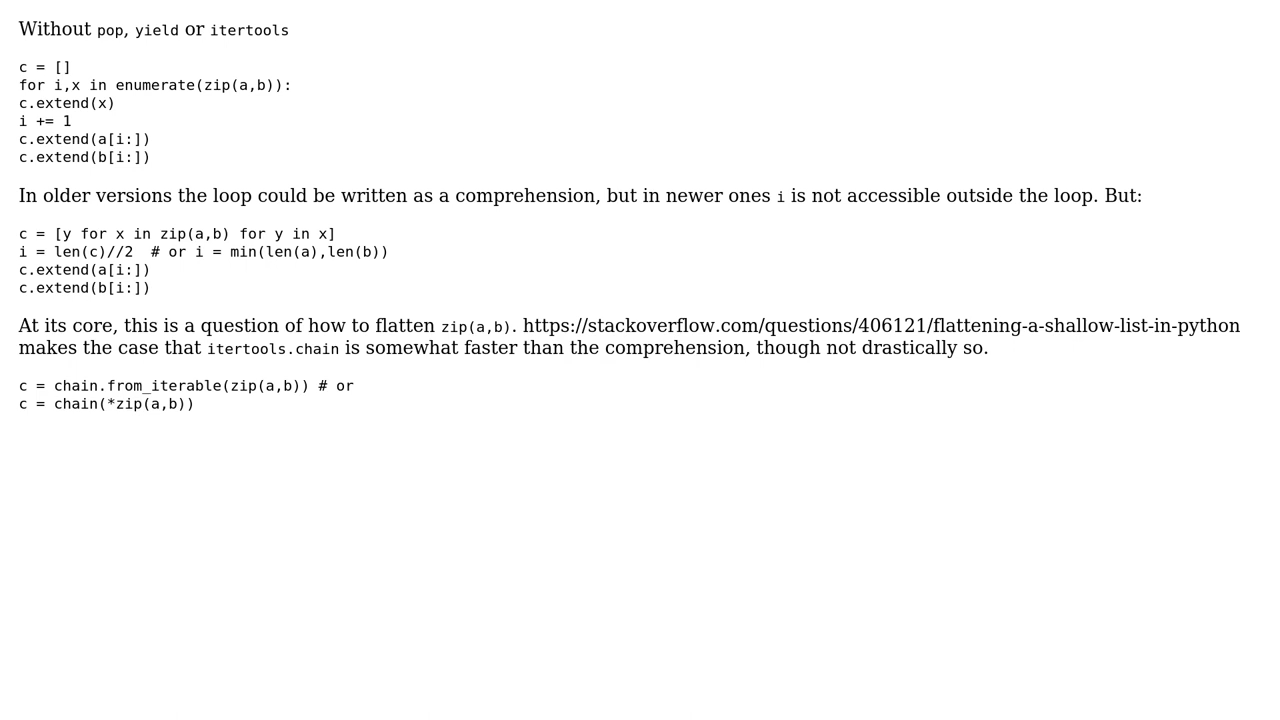 Without pop, yield or itertools
c = []
for i,x in enumerate(zip(a,b)):
c.extend(x)
i += 1
c.extend(a[i:])
c.extend(b[i:])
In older versions the loop could be written as a comprehension, but in newer ones i is not accessible outside the loop. But:
c = [y for x in zip(a,b) for y in x]
i = len(c)//2  # or i = min(len(a),len(b))
c.extend(a[i:])
c.extend(b[i:])
At its core, this is a question of how to flatten zip(a,b). https://stackoverflow.com/questions/406121/flattening-a-shallow-list-in-python
makes the case that itertools.chain is somewhat faster than the comprehension, though not drastically so.
c = chain.from_iterable(zip(a,b)) # or
c = chain(*zip(a,b))